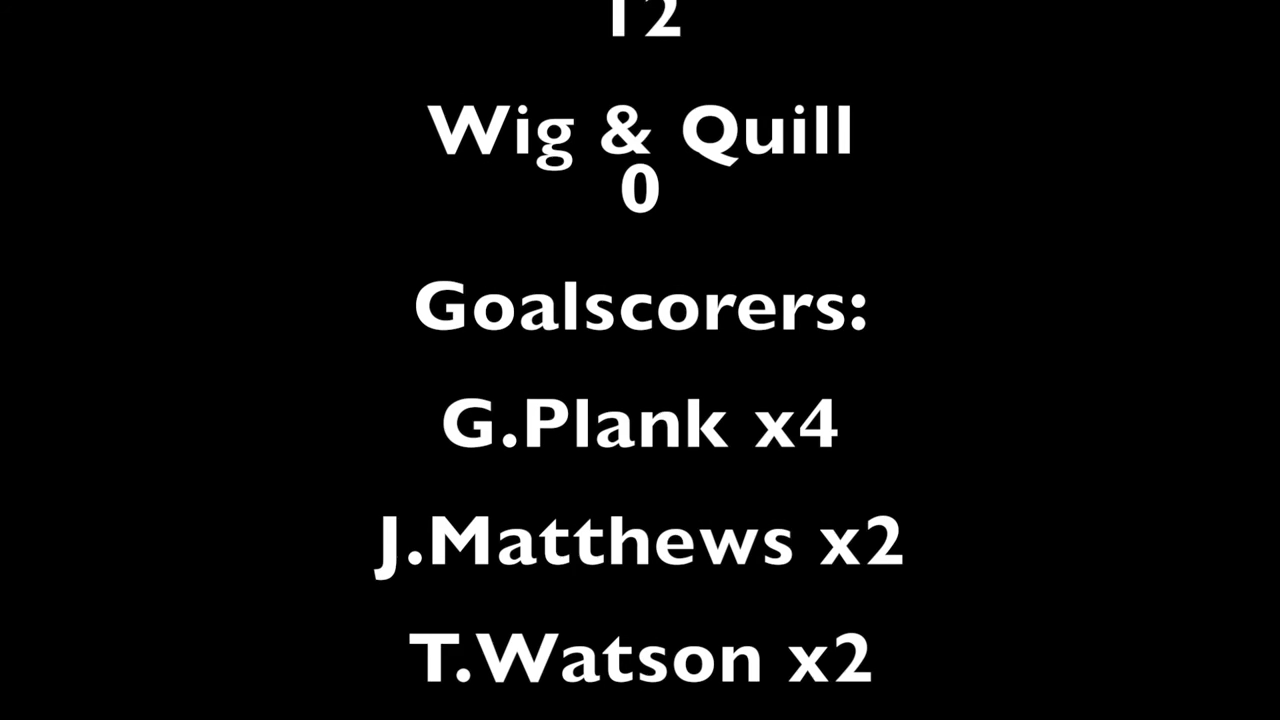 12
Wig & Quill
0
Goalscorers:
G.Plank x4
J.Matthews x2
T.Watson x2